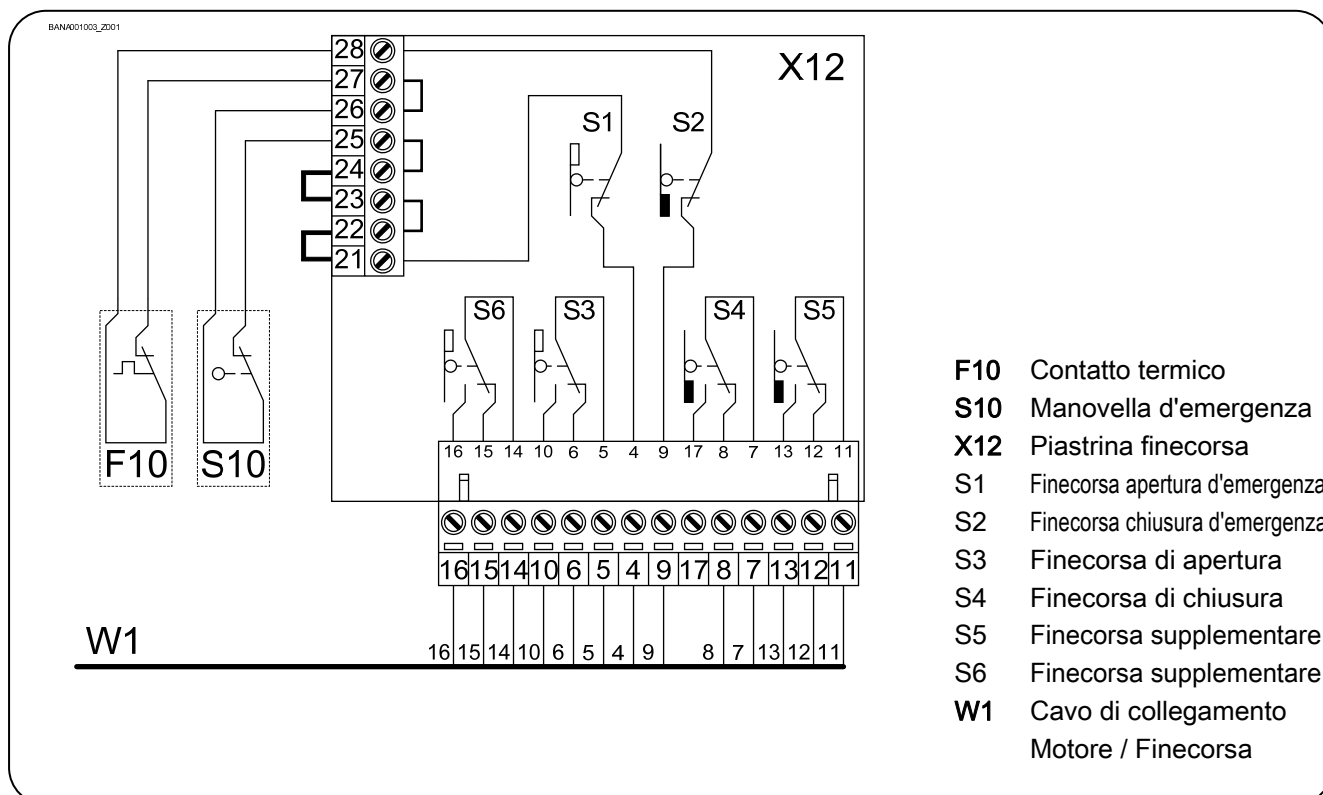 BANA001003_Z001
28
27
26
25
24
23
22
21
X12
S1 S2
S6 S3 S4 S5
F10 S10
16 15 14 10 6 5 4 9 17 8 7 13 12 11
16 15 14 10 6 5 4 9 17 8 7 13 12 11
W1
16 15 14 10 6 5 4 9 8 7 13 12 11
F10 Contatto termico
S10 Manovella d'emergenza
X12 Piastrina finecorsa
S1 Finecorsa apertura d'emergenza
S2 Finecorsa chiusura d'emergenza
S3 Finecorsa di apertura
S4 Finecorsa di chiusura
S5 Finecorsa supplementare
S6 Finecorsa supplementare
W1 Cavo di collegamento
Motore / Finecorsa